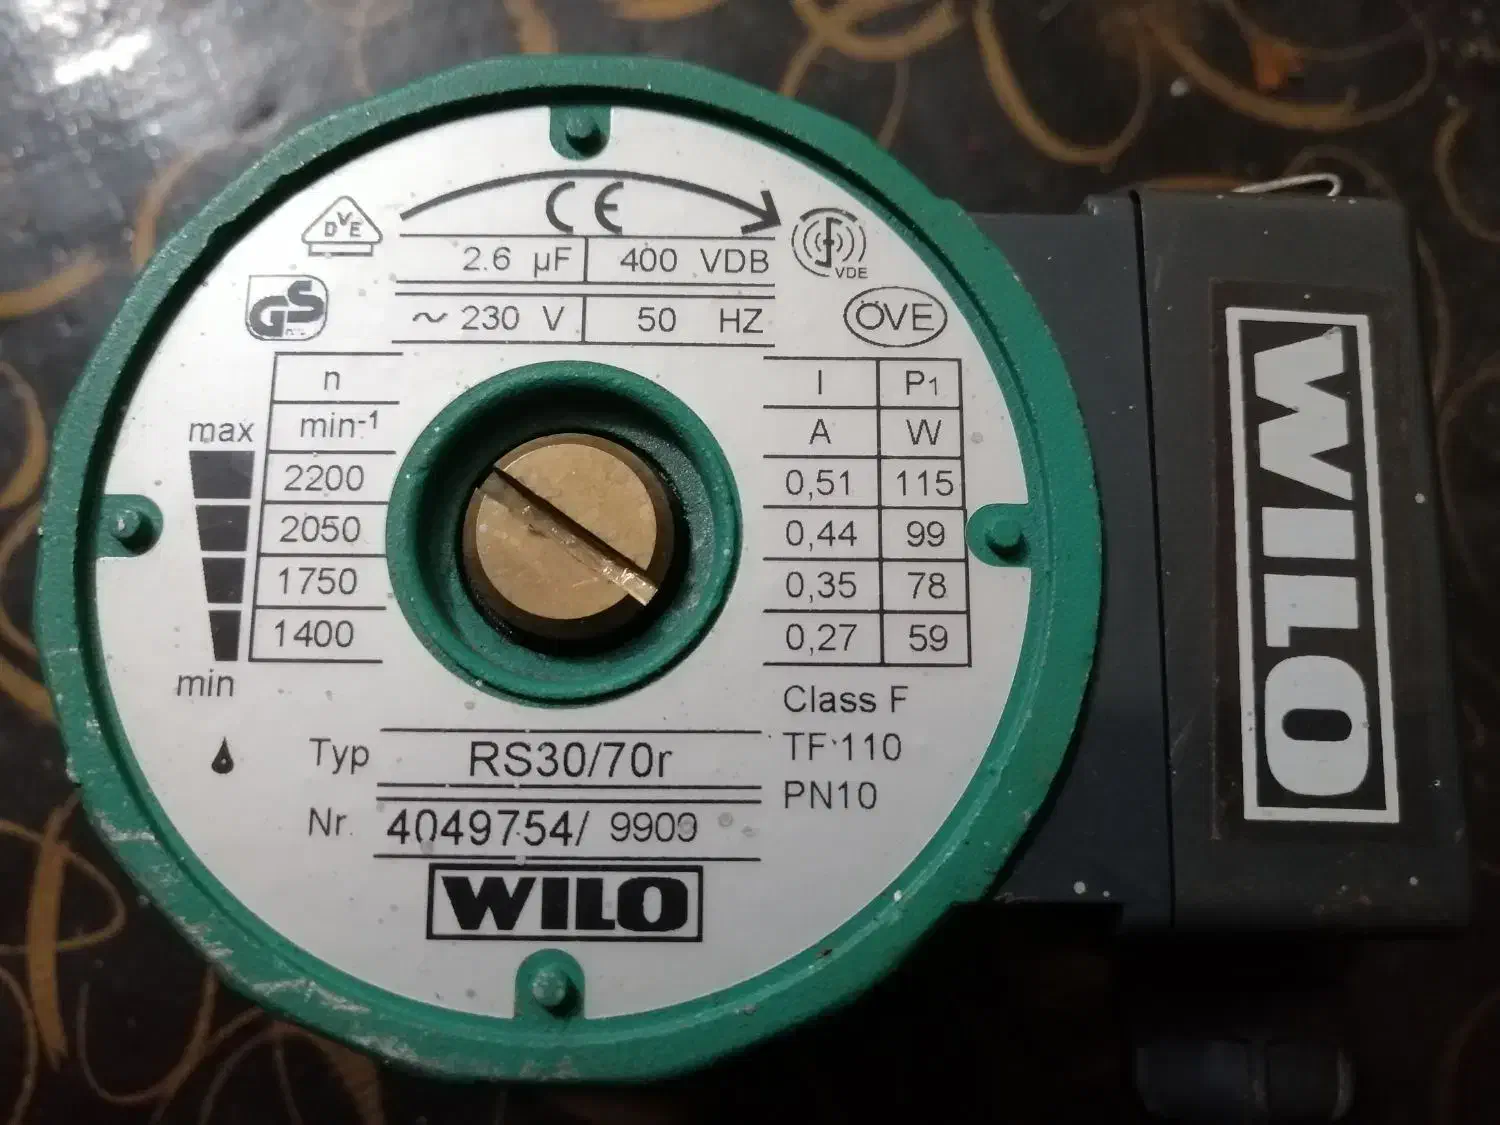 DVE
CE
VDE
GS
2.6 µF 400 VDB
~ 230 V 50 HZ
ÖVE
n I P1
max min-1 A W
2200 0,51 115
2050 0,44 99
1750 0,35 78
1400 0,27 59
min
Class F
Typ RS30/70r TF 110
PN10
Nr. 4049754/ 9909
WILO
WILO